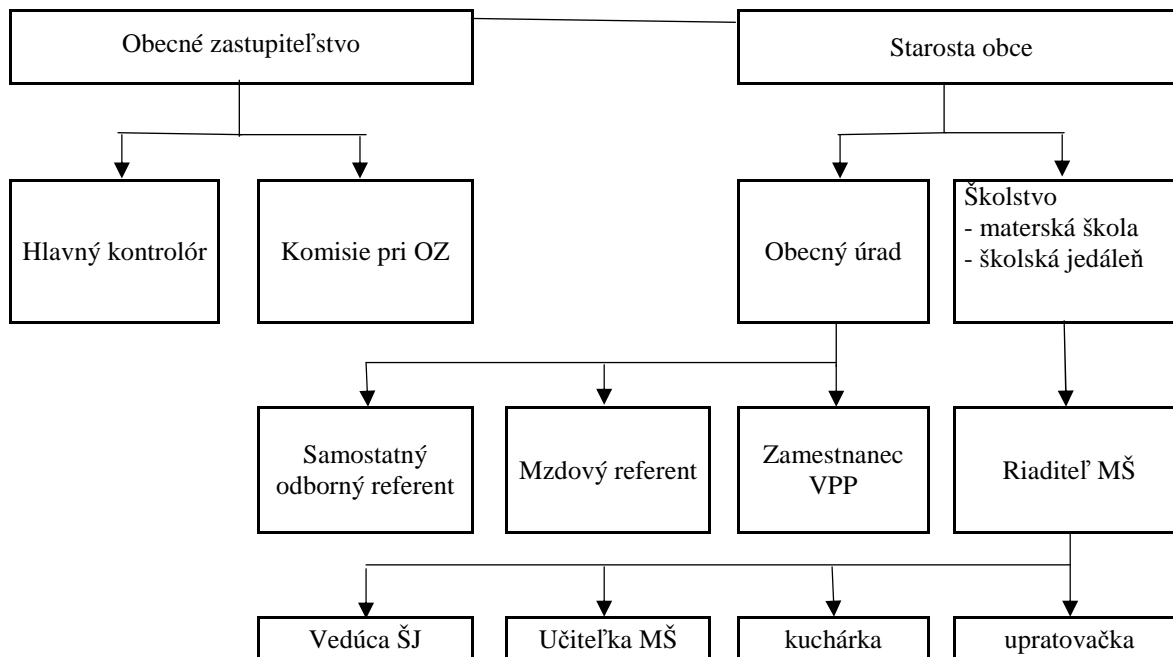 Obecné zastupiteľstvo
Starosta obce
Hlavný kontrolór
Komisie pri OZ
Obecný úrad
Školstvo
- materská škola
- školská jedáleň
Samostatný
odborný referent
Mzdový referent
Zamestnanec
VPP
Riaditeľ MŠ
Vedúca ŠJ
Učiteľka MŠ
kuchárka
upratovačka